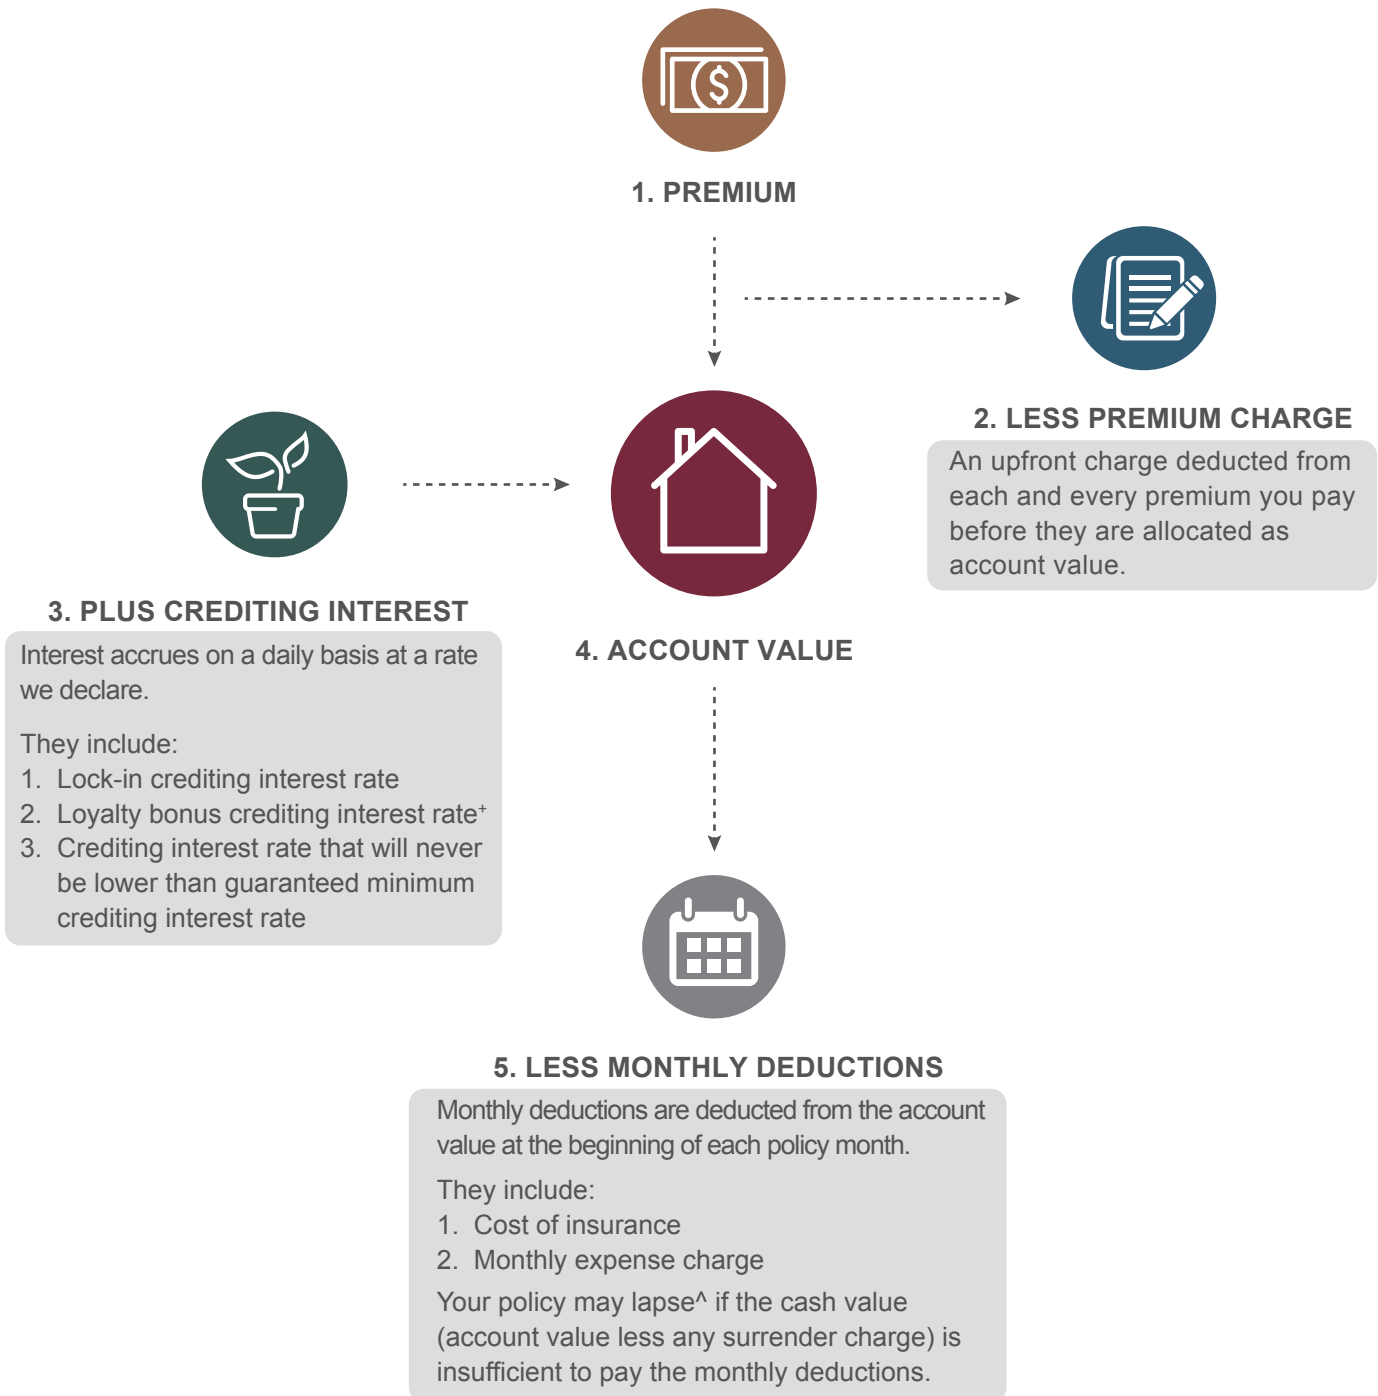 1. PREMIUM
2. LESS PREMIUM CHARGE
An upfront charge deducted from
each and every premium you pay
before they are allocated as
account value.
3. PLUS CREDITING INTEREST
Interest accrues on a daily basis at a rate
we declare.
They include:
1. Lock-in crediting interest rate
2. Loyalty bonus crediting interest rate⁺
3. Crediting interest rate that will never
be lower than guaranteed minimum
crediting interest rate
4. ACCOUNT VALUE
5. LESS MONTHLY DEDUCTIONS
Monthly deductions are deducted from the account
value at the beginning of each policy month.
They include:
1. Cost of insurance
2. Monthly expense charge
Your policy may lapse^ if the cash value
(account value less any surrender charge) is
insufficient to pay the monthly deductions.